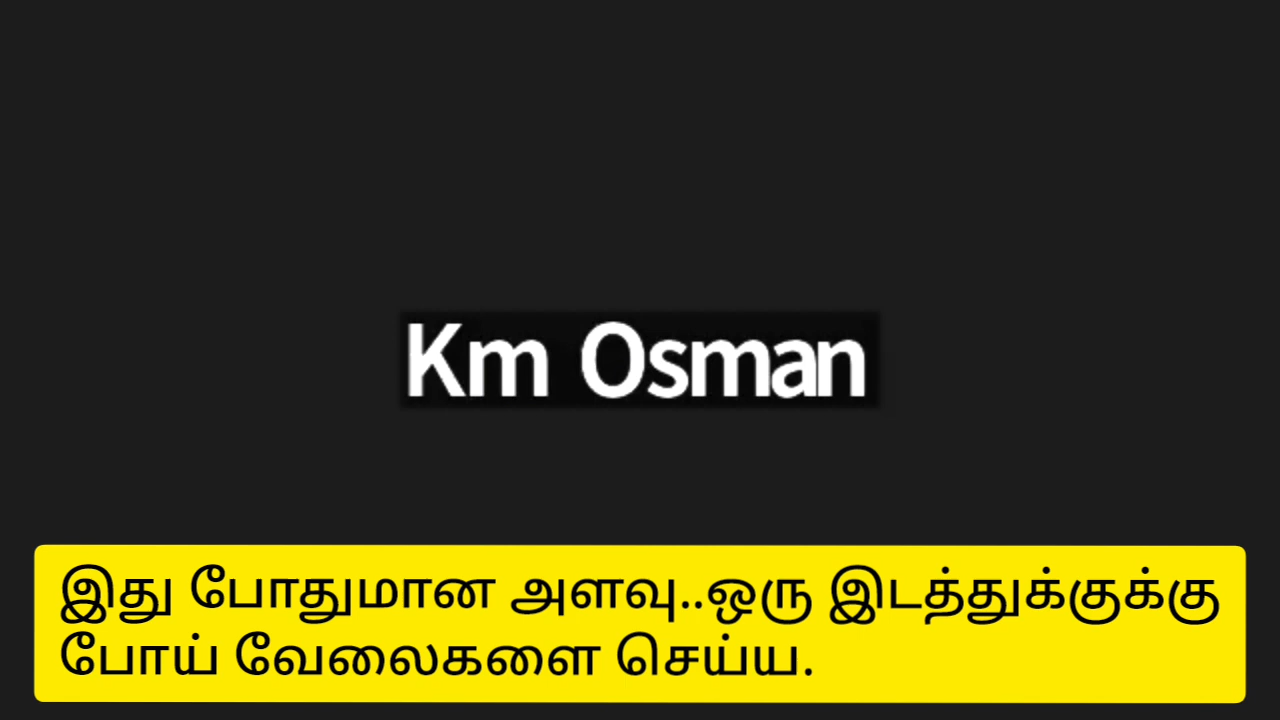 Km Osman
இது போதுமான அளவு..ஒரு இடத்துக்குக்கு
போய் வேலைகளை செய்ய.